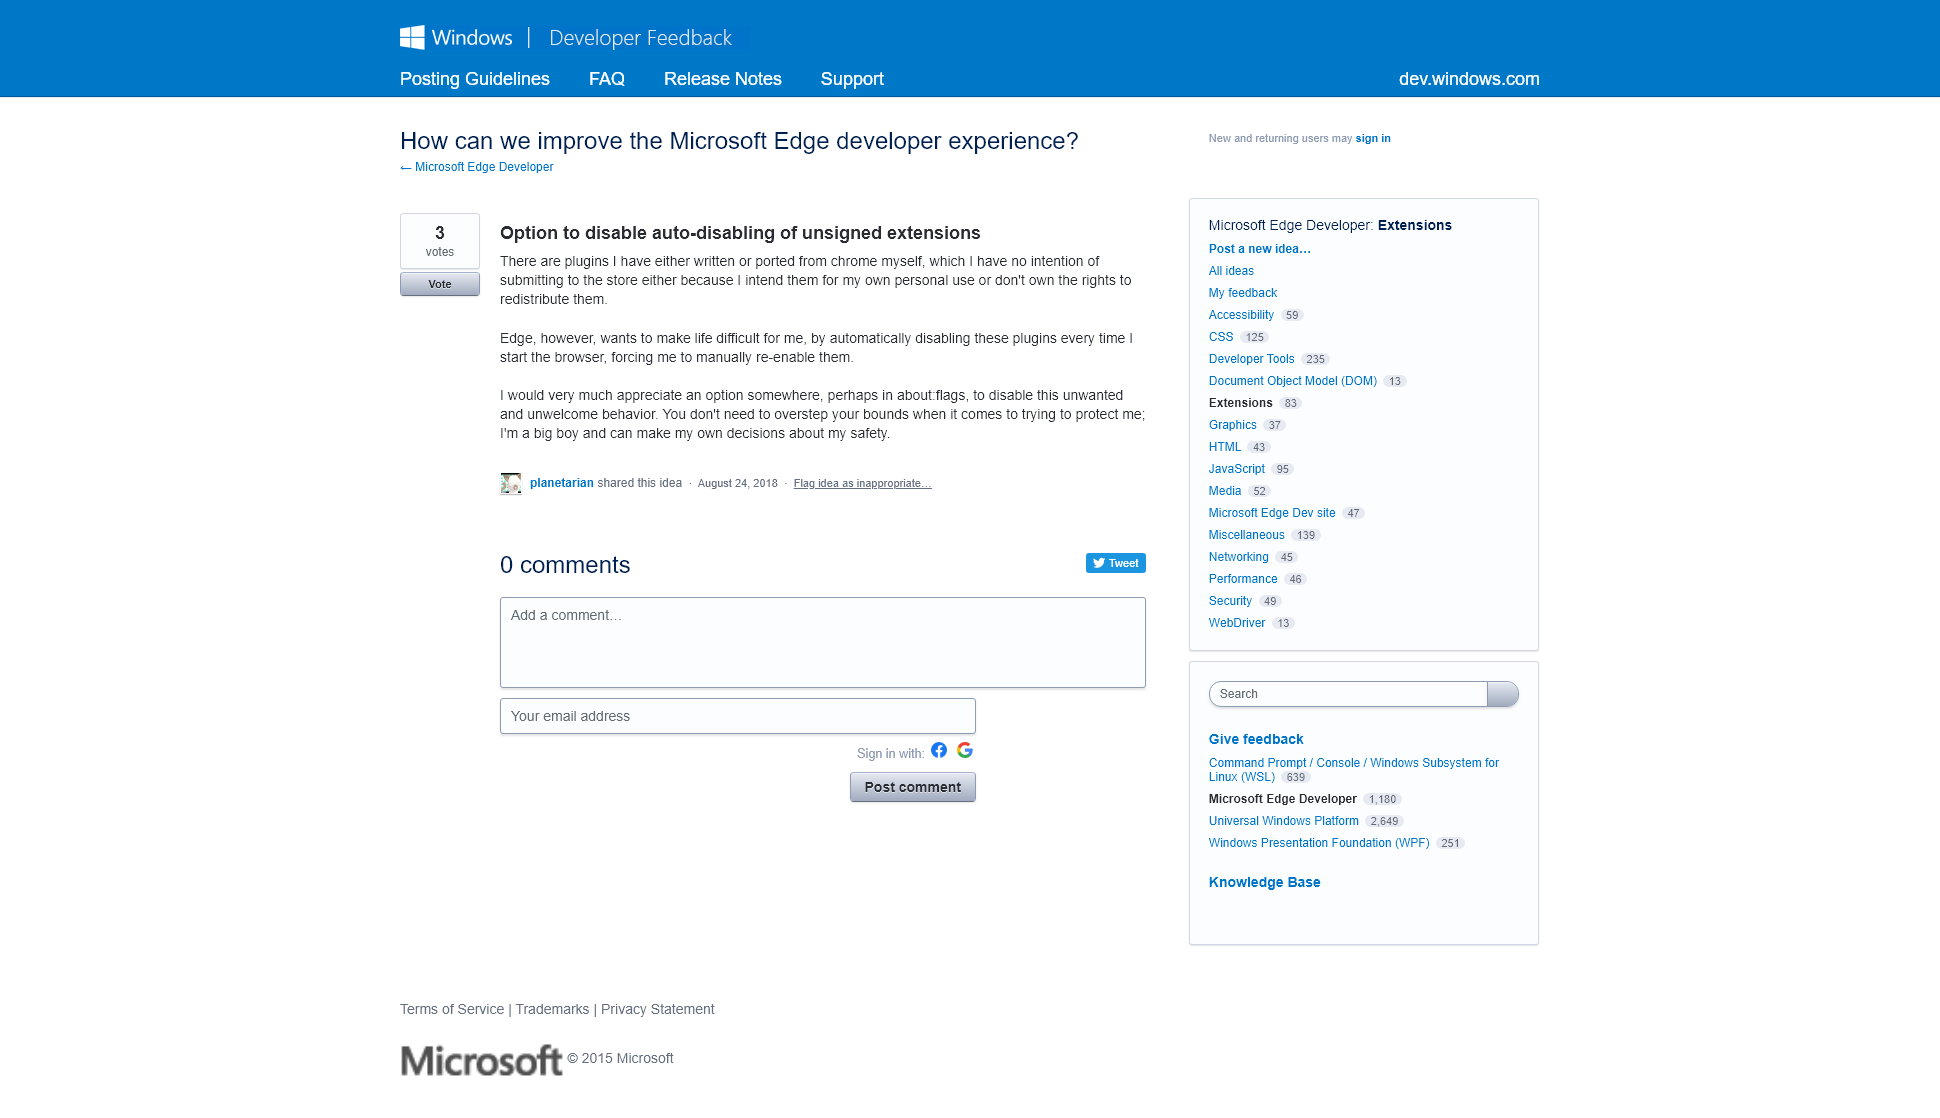 Windows | Developer Feedback
Posting Guidelines FAQ Release Notes Support dev.windows.com
How can we improve the Microsoft Edge developer experience?
← Microsoft Edge Developer
New and returning users may sign in
3
votes
Vote
Option to disable auto-disabling of unsigned extensions
There are plugins I have either written or ported from chrome myself, which I have no intention of
submitting to the store either because I intend them for my own personal use or don't own the rights to
redistribute them.
Edge, however, wants to make life difficult for me, by automatically disabling these plugins every time I
start the browser, forcing me to manually re-enable them.
I would very much appreciate an option somewhere, perhaps in about:flags, to disable this unwanted
and unwelcome behavior. You don't need to overstep your bounds when it comes to trying to protect me;
I'm a big boy and can make my own decisions about my safety.
planetarian shared this idea · August 24, 2018 · Flag idea as inappropriate…
0 comments
Tweet
Add a comment…
Your email address
Sign in with:
Post comment
Microsoft Edge Developer: Extensions
Post a new idea…
All ideas
My feedback
Accessibility 59
CSS 125
Developer Tools 235
Document Object Model (DOM) 13
Extensions 83
Graphics 37
HTML 43
JavaScript 95
Media 52
Microsoft Edge Dev site 47
Miscellaneous 139
Networking 45
Performance 46
Security 49
WebDriver 13
Search
Give feedback
Command Prompt / Console / Windows Subsystem for
Linux (WSL) 639
Microsoft Edge Developer 1,180
Universal Windows Platform 2,649
Windows Presentation Foundation (WPF) 251
Knowledge Base
Terms of Service | Trademarks | Privacy Statement
Microsoft © 2015 Microsoft